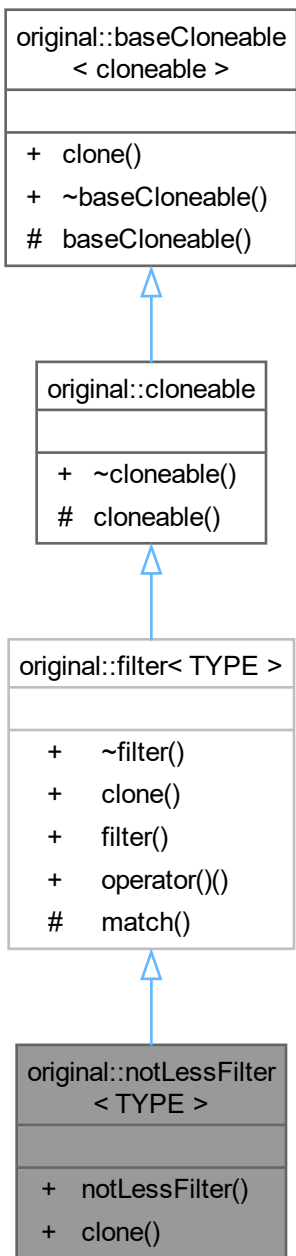 original::baseCloneable
< cloneable >
+ clone()
+ ~baseCloneable()
# baseCloneable()
original::cloneable
+ ~cloneable()
# cloneable()
original::filter< TYPE >
+ ~filter()
+ clone()
+ filter()
+ operator()()
# match()
original::notLessFilter
< TYPE >
+ notLessFilter()
+ clone()